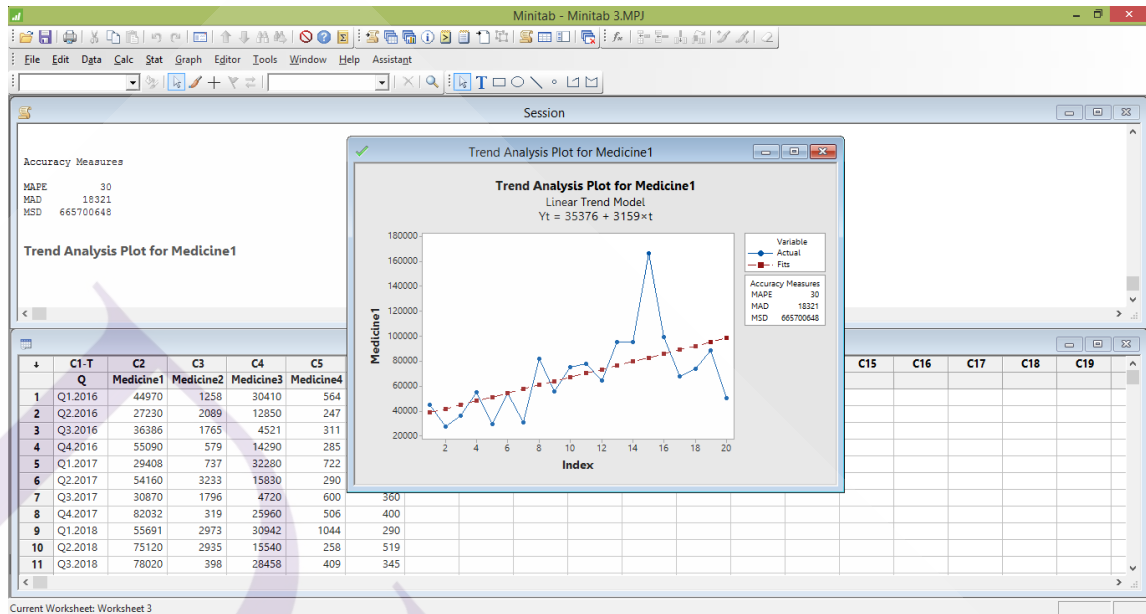 Minitab - Minitab 3.MPJ
File Edit Data Calc Stat Graph Editor Tools Window Help Assistant
Session
Accuracy Measures
MAPE 30
MAD 18321
MSD 665700648
Trend Analysis Plot for Medicine1
Trend Analysis Plot for Medicine1
Trend Analysis Plot for Medicine1
Linear Trend Model
Yt = 35376 + 3159×t
180000
160000
140000
120000
100000
80000
60000
40000
20000
Medicine1
2 4 6 8 10 12 14 16 18 20
Index
Variable
Actual
Fits
Accuracy Measures
MAPE 30
MAD 18321
MSD 665700648
C1-T C2 C3 C4 C5 C15 C16 C17 C18 C19
Q Medicine1 Medicine2 Medicine3 Medicine4
1 Q1.2016 44970 1258 30410 564
2 Q2.2016 27230 2089 12850 247
3 Q3.2016 36386 1765 4521 311
4 Q4.2016 55090 579 14290 285
5 Q1.2017 29408 737 32280 722
6 Q2.2017 54160 3233 15830 290
7 Q3.2017 30870 1796 4720 600 360
8 Q4.2017 82032 319 25960 506 400
9 Q1.2018 55691 2973 30942 1044 290
10 Q2.2018 75120 2935 15540 258 519
11 Q3.2018 78020 398 28458 409 345
Current Worksheet: Worksheet 3